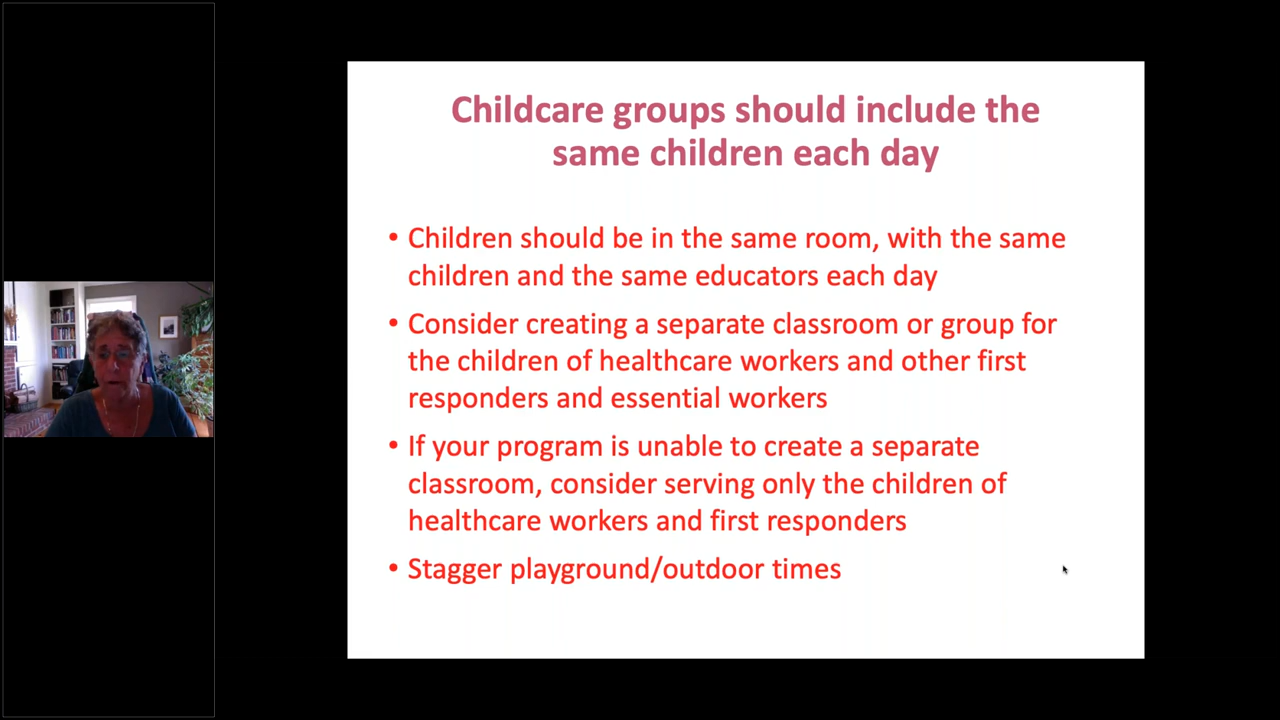 Childcare groups should include the
same children each day
• Children should be in the same room, with the same
children and the same educators each day
• Consider creating a separate classroom or group for
the children of healthcare workers and other first
responders and essential workers
• If your program is unable to create a separate
classroom, consider serving only the children of
healthcare workers and first responders
• Stagger playground/outdoor times